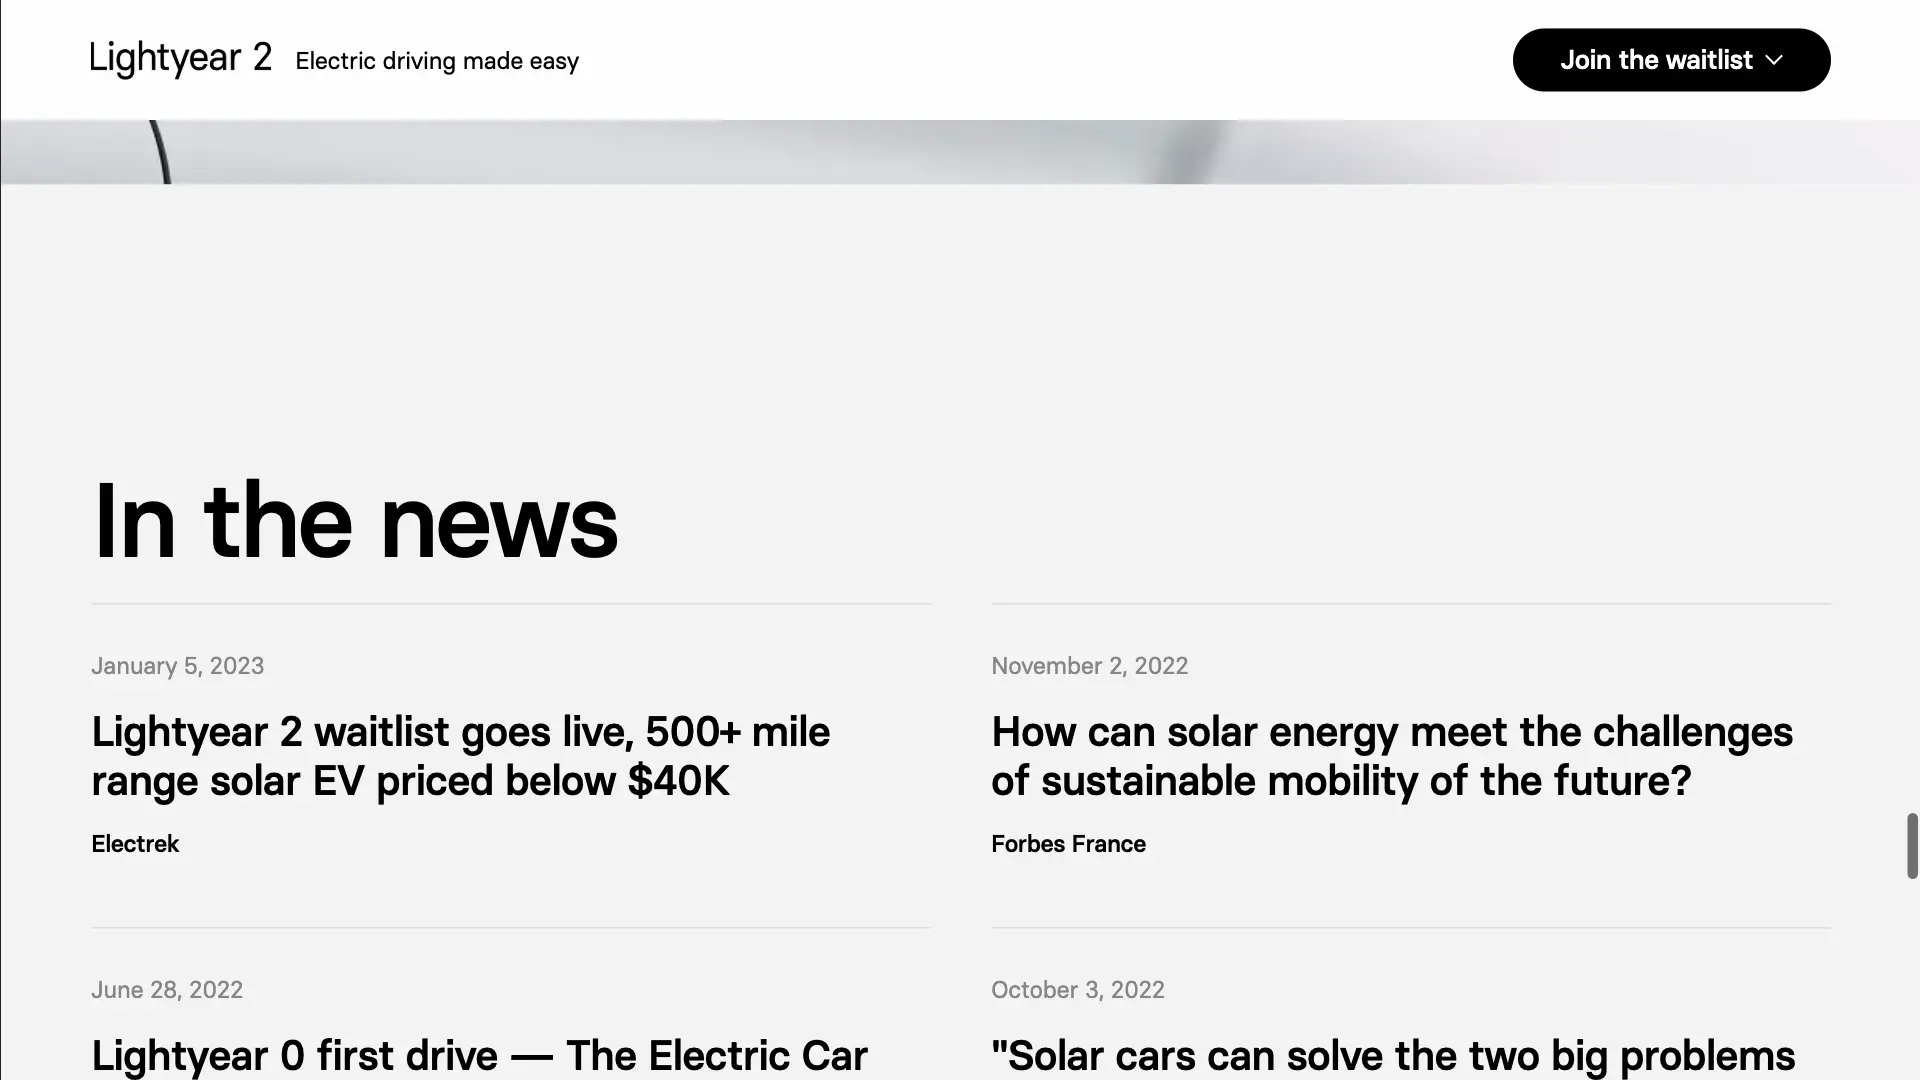 Lightyear 2 Electric driving made easy
Join the waitlist
In the news
January 5, 2023
Lightyear 2 waitlist goes live, 500+ mile
range solar EV priced below $40K
Electrek
November 2, 2022
How can solar energy meet the challenges
of sustainable mobility of the future?
Forbes France
June 28, 2022
Lightyear 0 first drive — The Electric Car
October 3, 2022
"Solar cars can solve the two big problems